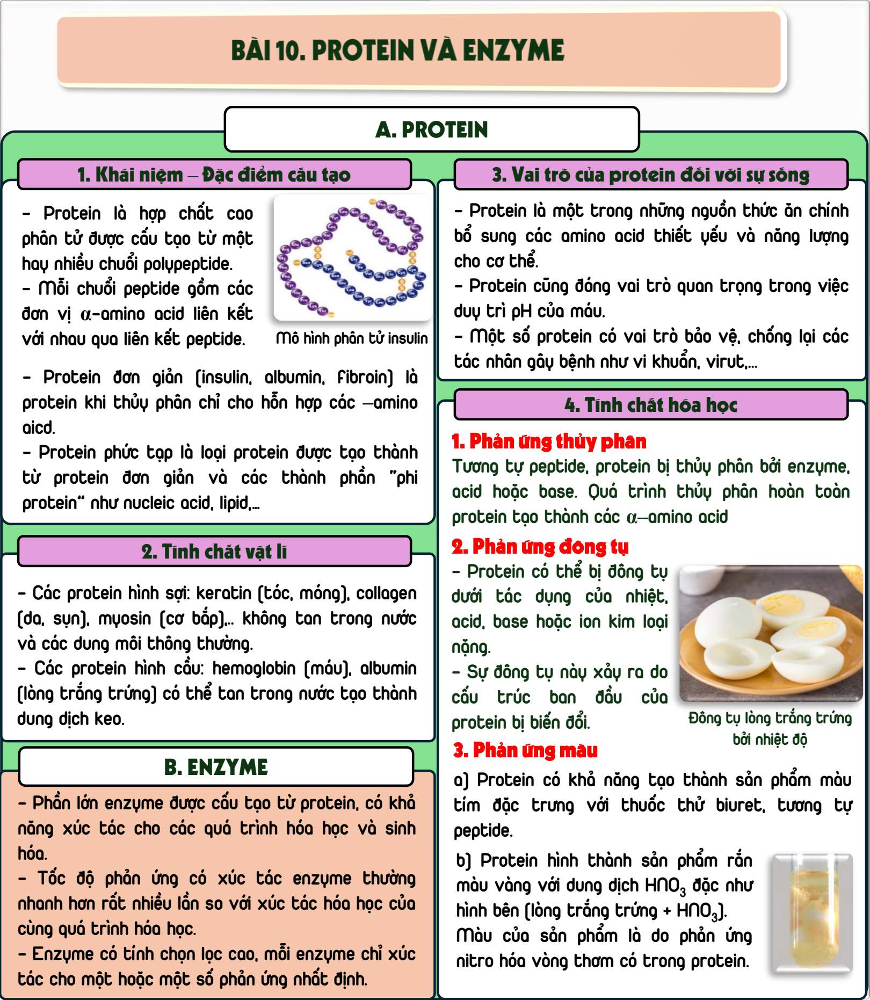 BÀI 10. PROTEIN VÀ ENZYME
A. PROTEIN
1. Khái niệm – Đặc điểm cấu tạo
- Protein là hợp chất cao
phân tử được cấu tạo từ một
hay nhiều chuổi polypeptide.
- Mỗi chuổi peptide gồm các
đơn vị α-amino acid liên kết
với nhau qua liên kết peptide.
Mô hình phân tử insulin
- Protein đơn giản (insulin, albumin, fibroin) là
protein khi thủy phân chỉ cho hỗn hợp các –amino
aicd.
- Protein phức tạp là loại protein được tạo thành
từ protein đơn giản và các thành phần "phi
protein“ như nucleic acid, lipid,...
2. Tính chất vật lí
- Các protein hình sợi: keratin (tóc, móng), collagen
(da, sụn), myosin (cơ bắp),.. không tan trong nước
và các dung môi thông thường.
- Các protein hình cầu: hemoglobin (máu), albumin
(lòng trắng trứng) có thể tan trong nước tạo thành
dung dịch keo.
B. ENZYME
- Phần lớn enzyme được cấu tạo từ protein, có khả
năng xúc tác cho các quá trình hóa học và sinh
hóa.
- Tốc độ phản ứng có xúc tác enzyme thường
nhanh hơn rất nhiều lần so với xúc tác hóa học của
cùng quá trình hóa học.
- Enzyme có tính chọn lọc cao, mỗi enzyme chỉ xúc
tác cho một hoặc một số phản ứng nhất định.
3. Vai trò của protein đối với sự sống
- Protein là một trong những nguồn thức ăn chính
bổ sung các amino acid thiết yếu và năng lượng
cho cơ thể.
- Protein cũng đóng vai trò quan trọng trong việc
duy trì pH của máu.
- Một số protein có vai trò bảo vệ, chống lại các
tác nhân gây bệnh như vi khuẩn, virut,...
4. Tính chất hóa học
1. Phản ứng thủy phân
Tương tự peptide, protein bị thủy phân bởi enzyme,
acid hoặc base. Quá trình thủy phân hoàn toàn
protein tạo thành các α–amino acid
2. Phản ứng đông tụ
- Protein có thể bị đông tụ
dưới tác dụng của nhiệt,
acid, base hoặc ion kim loại
nặng.
- Sự đông tụ này xảy ra do
cấu trúc ban đầu của
protein bị biến đổi.
Đông tụ lòng trắng trứng
bởi nhiệt độ
3. Phản ứng màu
a) Protein có khả năng tạo thành sản phẩm màu
tím đặc trưng với thuốc thử biuret, tương tự
peptide.
b) Protein hình thành sản phẩm rắn
màu vàng với dung dịch HNO₃ đặc như
hình bên (lòng trắng trứng + HNO₃).
Màu của sản phẩm là do phản ứng
nitro hóa vòng thơm có trong protein.